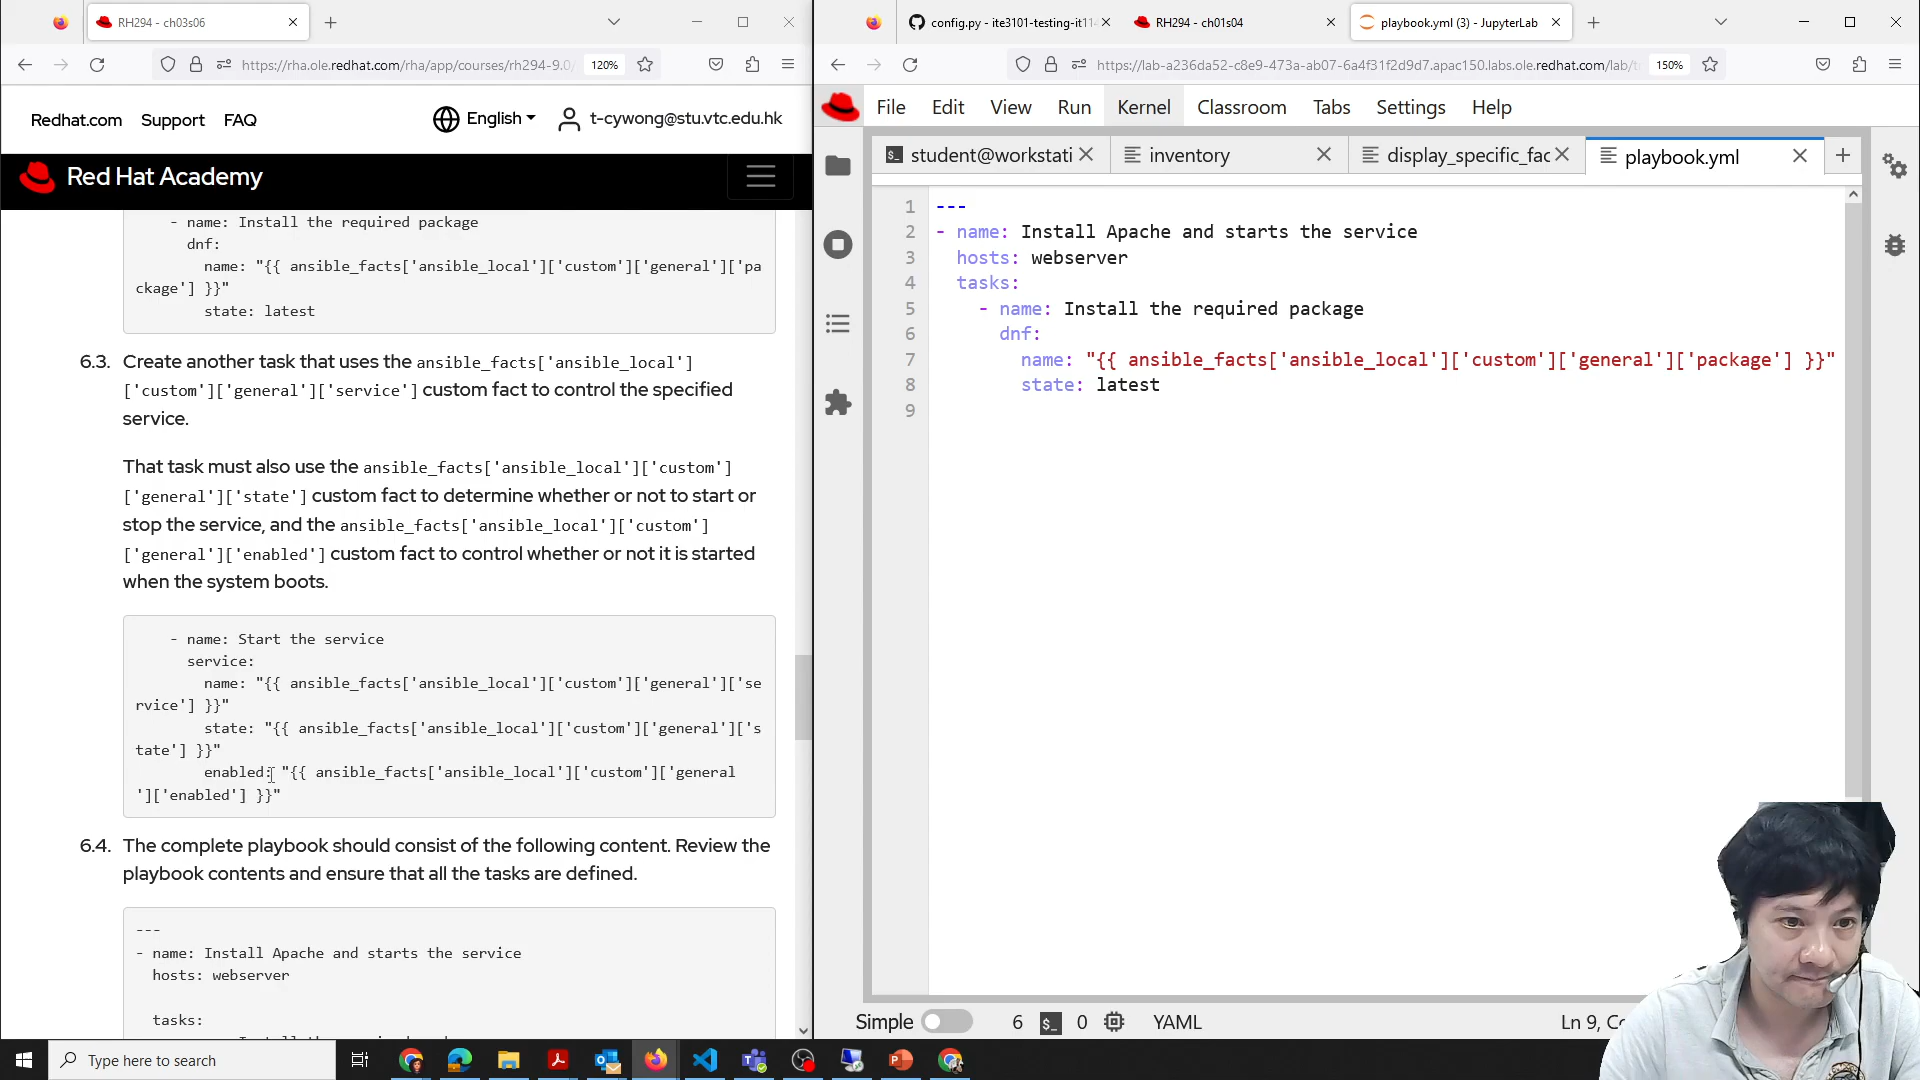 RH294 - ch03s06
https://rha.ole.redhat.com/rha/app/courses/rh294-9.0/
120%
Redhat.com Support FAQ
English
t-cywong@stu.vtc.edu.hk
Red Hat Academy
- name: Install the required package
dnf:
name: "{{ ansible_facts['ansible_local']['custom']['general']['pa
ckage'] }}"
state: latest
6.3. Create another task that uses the ansible_facts['ansible_local']
['custom']['general']['service'] custom fact to control the specified
service.
That task must also use the ansible_facts['ansible_local']['custom']
['general']['state'] custom fact to determine whether or not to start or
stop the service, and the ansible_facts['ansible_local']['custom']
['general']['enabled'] custom fact to control whether or not it is started
when the system boots.
- name: Start the service
service:
name: "{{ ansible_facts['ansible_local']['custom']['general']['se
rvice'] }}"
state: "{{ ansible_facts['ansible_local']['custom']['general']['s
tate'] }}"
enabled: "{{ ansible_facts['ansible_local']['custom']['general
']['enabled'] }}"
6.4. The complete playbook should consist of the following content. Review the
playbook contents and ensure that all the tasks are defined.
---
- name: Install Apache and starts the service
hosts: webserver
tasks:
config.py - ite3101-testing-it114
RH294 - ch01s04
playbook.yml (3) - JupyterLab
https://lab-a236da52-c8e9-473a-ab07-6a4f31f2d9d7.apac150.labs.ole.redhat.com/lab/t
150%
File Edit View Run Kernel Classroom Tabs Settings Help
student@workstati
inventory
display_specific_fac
playbook.yml
1 ---
2 - name: Install Apache and starts the service
3 hosts: webserver
4 tasks:
5 - name: Install the required package
6 dnf:
7 name: "{{ ansible_facts['ansible_local']['custom']['general']['package'] }}"
8 state: latest
9
Simple 6 0 YAML Ln 9, Co
Type here to search